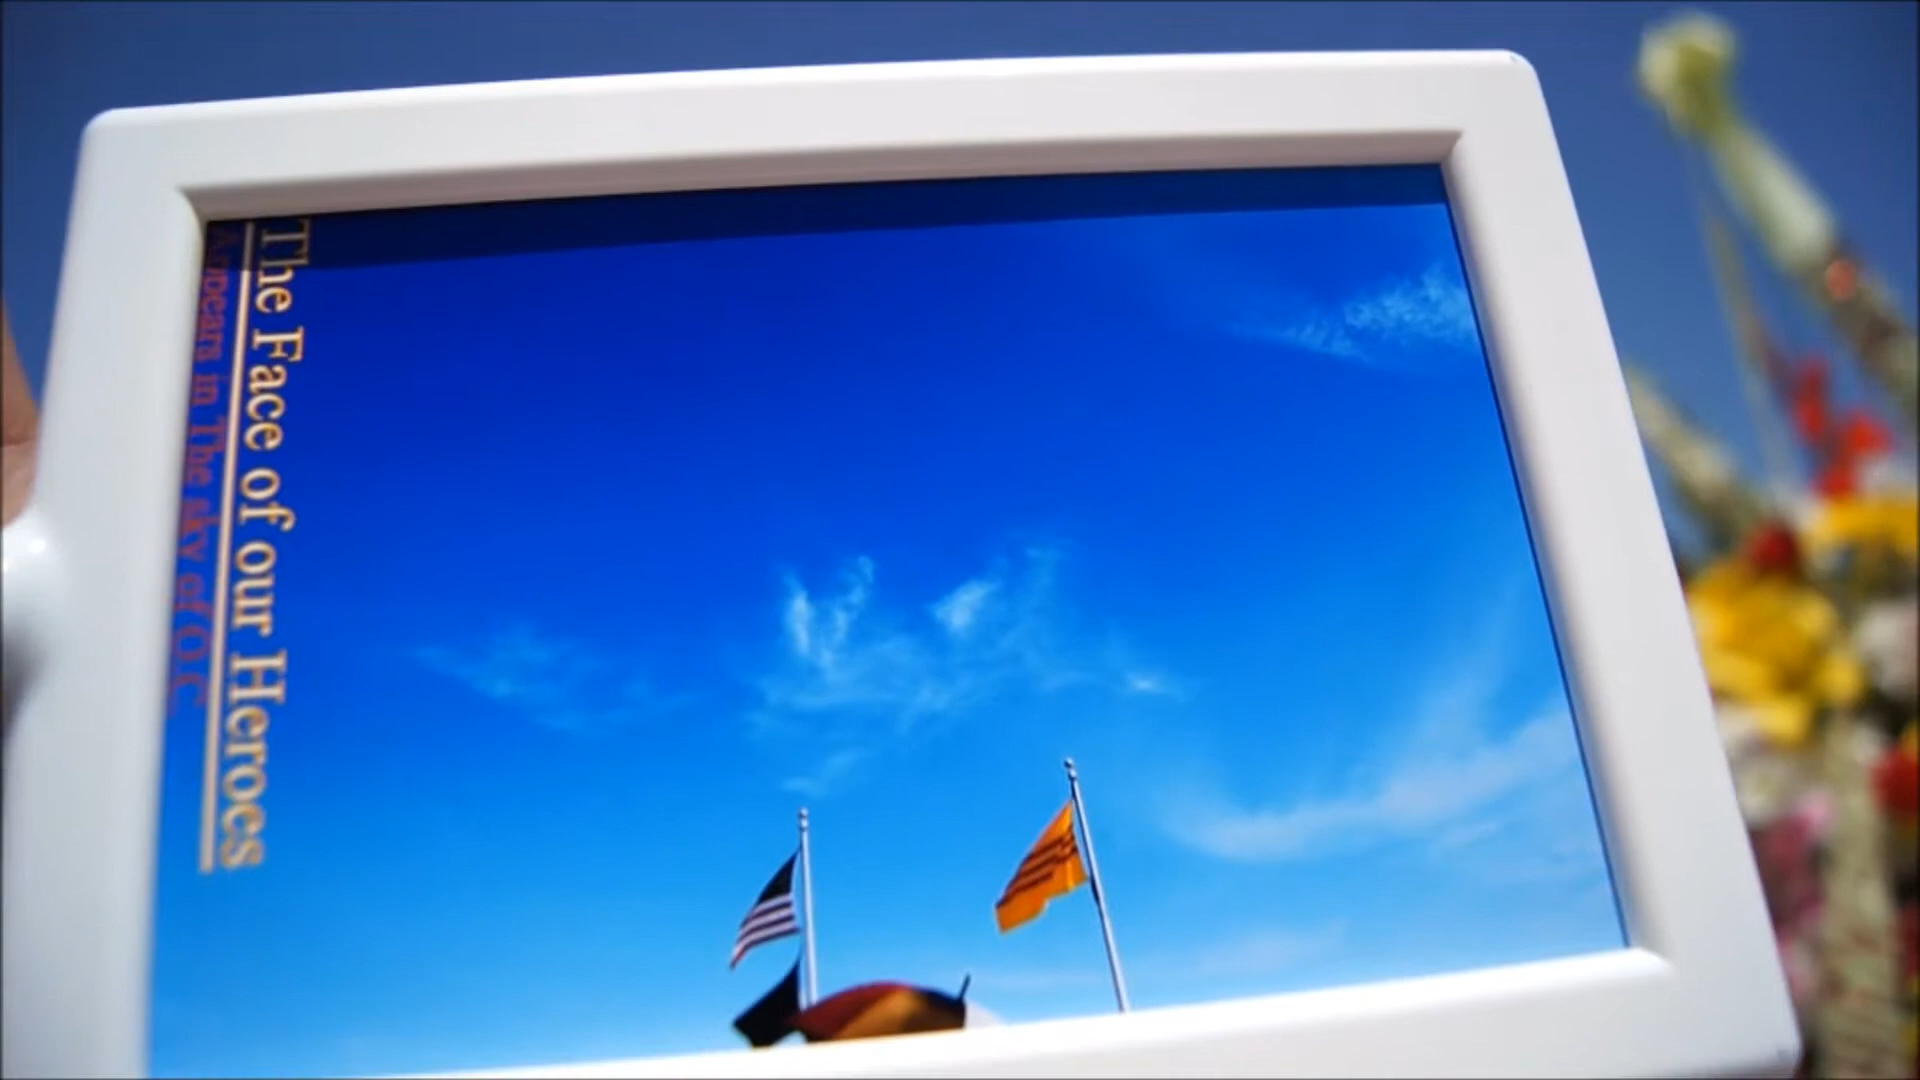 The Face of our Heroes
Appears in The sky of O.C.